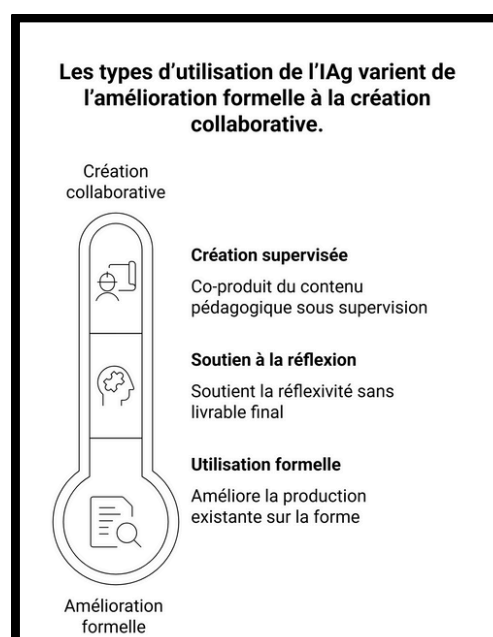 Les types d'utilisation de l'IAg varient de
l'amélioration formelle à la création
collaborative.
Création
collaborative
Création supervisée
Co-produit du contenu
pédagogique sous supervision
Soutien à la réflexion
Soutient la réflexivité sans
livrable final
Utilisation formelle
Améliore la production
existante sur la forme
Amélioration
formelle